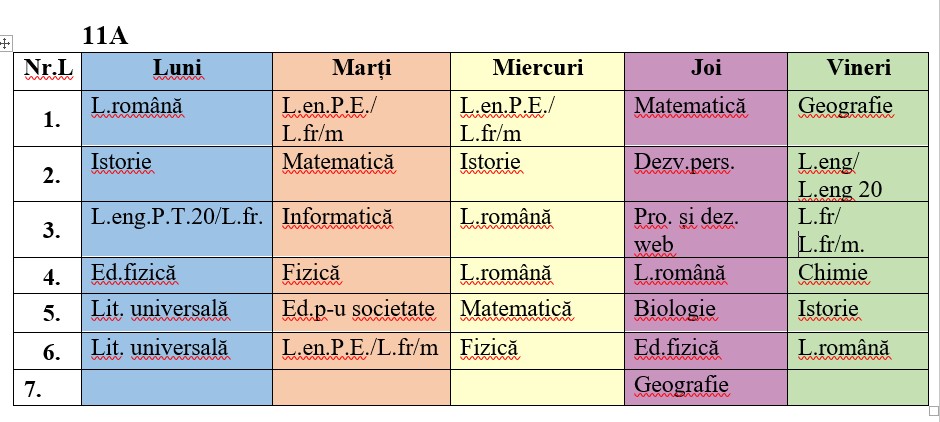 11A
Nr.L Luni Marți Miercuri Joi Vineri
1. L.română L.en.P.E./ L.en.P.E./ Matematică Geografie
L.fr/m L.fr/m
2. Istorie Matematică Istorie Dezv.pers. L.eng/
L.eng 20
3. L.eng.P.T.20/L.fr. Informatică L.română Pro. și dez. L.fr/
web L.fr/m.
4. Ed.fizică Fizică L.română L.română Chimie
5. Lit. universală Ed.p-u societate Matematică Biologie Istorie
6. Lit. universală L.en.P.E./L.fr/m Fizică Ed.fizică L.română
7. Geografie